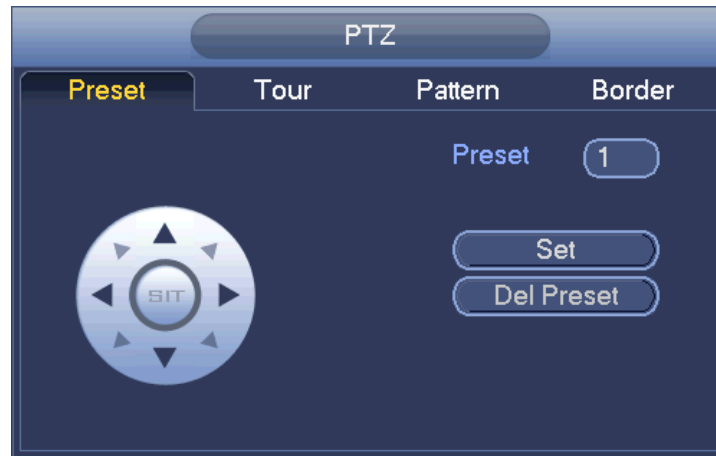 PTZ
Preset Tour Pattern Border
Preset 1
SIT
Set
Del Preset